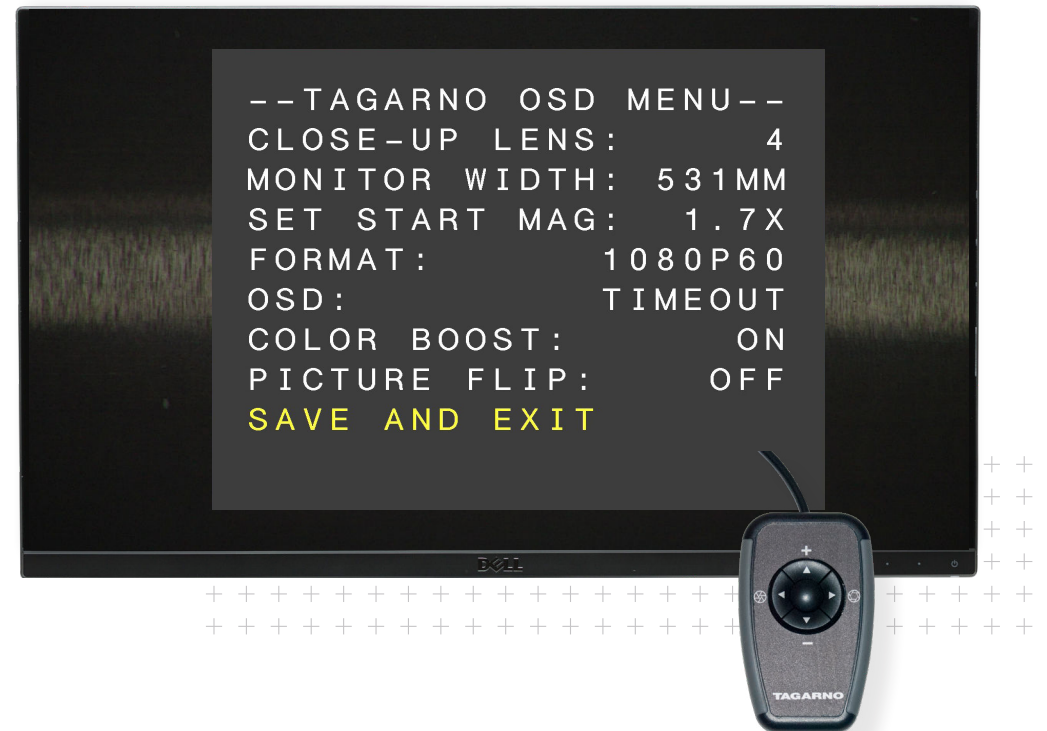 --TAGARNO OSD MENU--
CLOSE-UP LENS: 4
MONITOR WIDTH: 531MM
SET START MAG: 1.7X
FORMAT: 1080P60
OSD: TIMEOUT
COLOR BOOST: ON
PICTURE FLIP: OFF
SAVE AND EXIT
DELL
+
-
TAGARNO